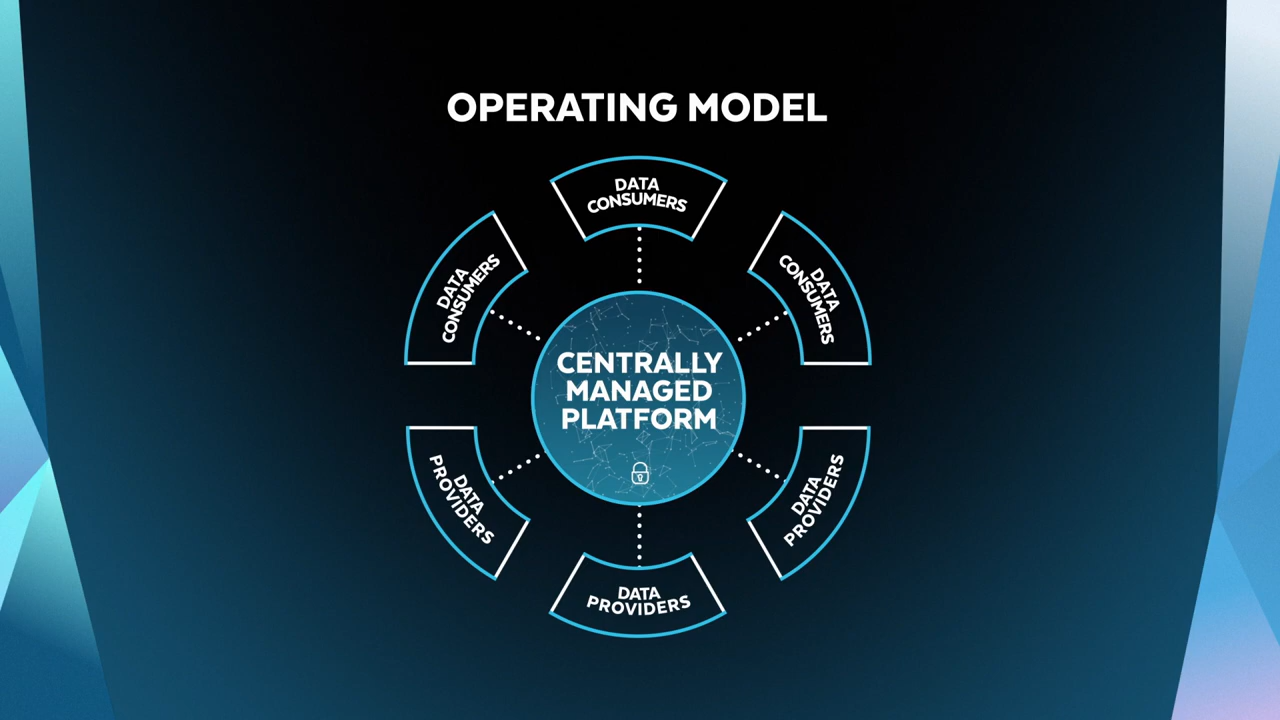 OPERATING MODEL
DATA
CONSUMERS
DATA
CONSUMERS
DATA
CONSUMERS
CENTRALLY
MANAGED
PLATFORM
DATA
PROVIDERS
DATA
PROVIDERS
DATA
PROVIDERS